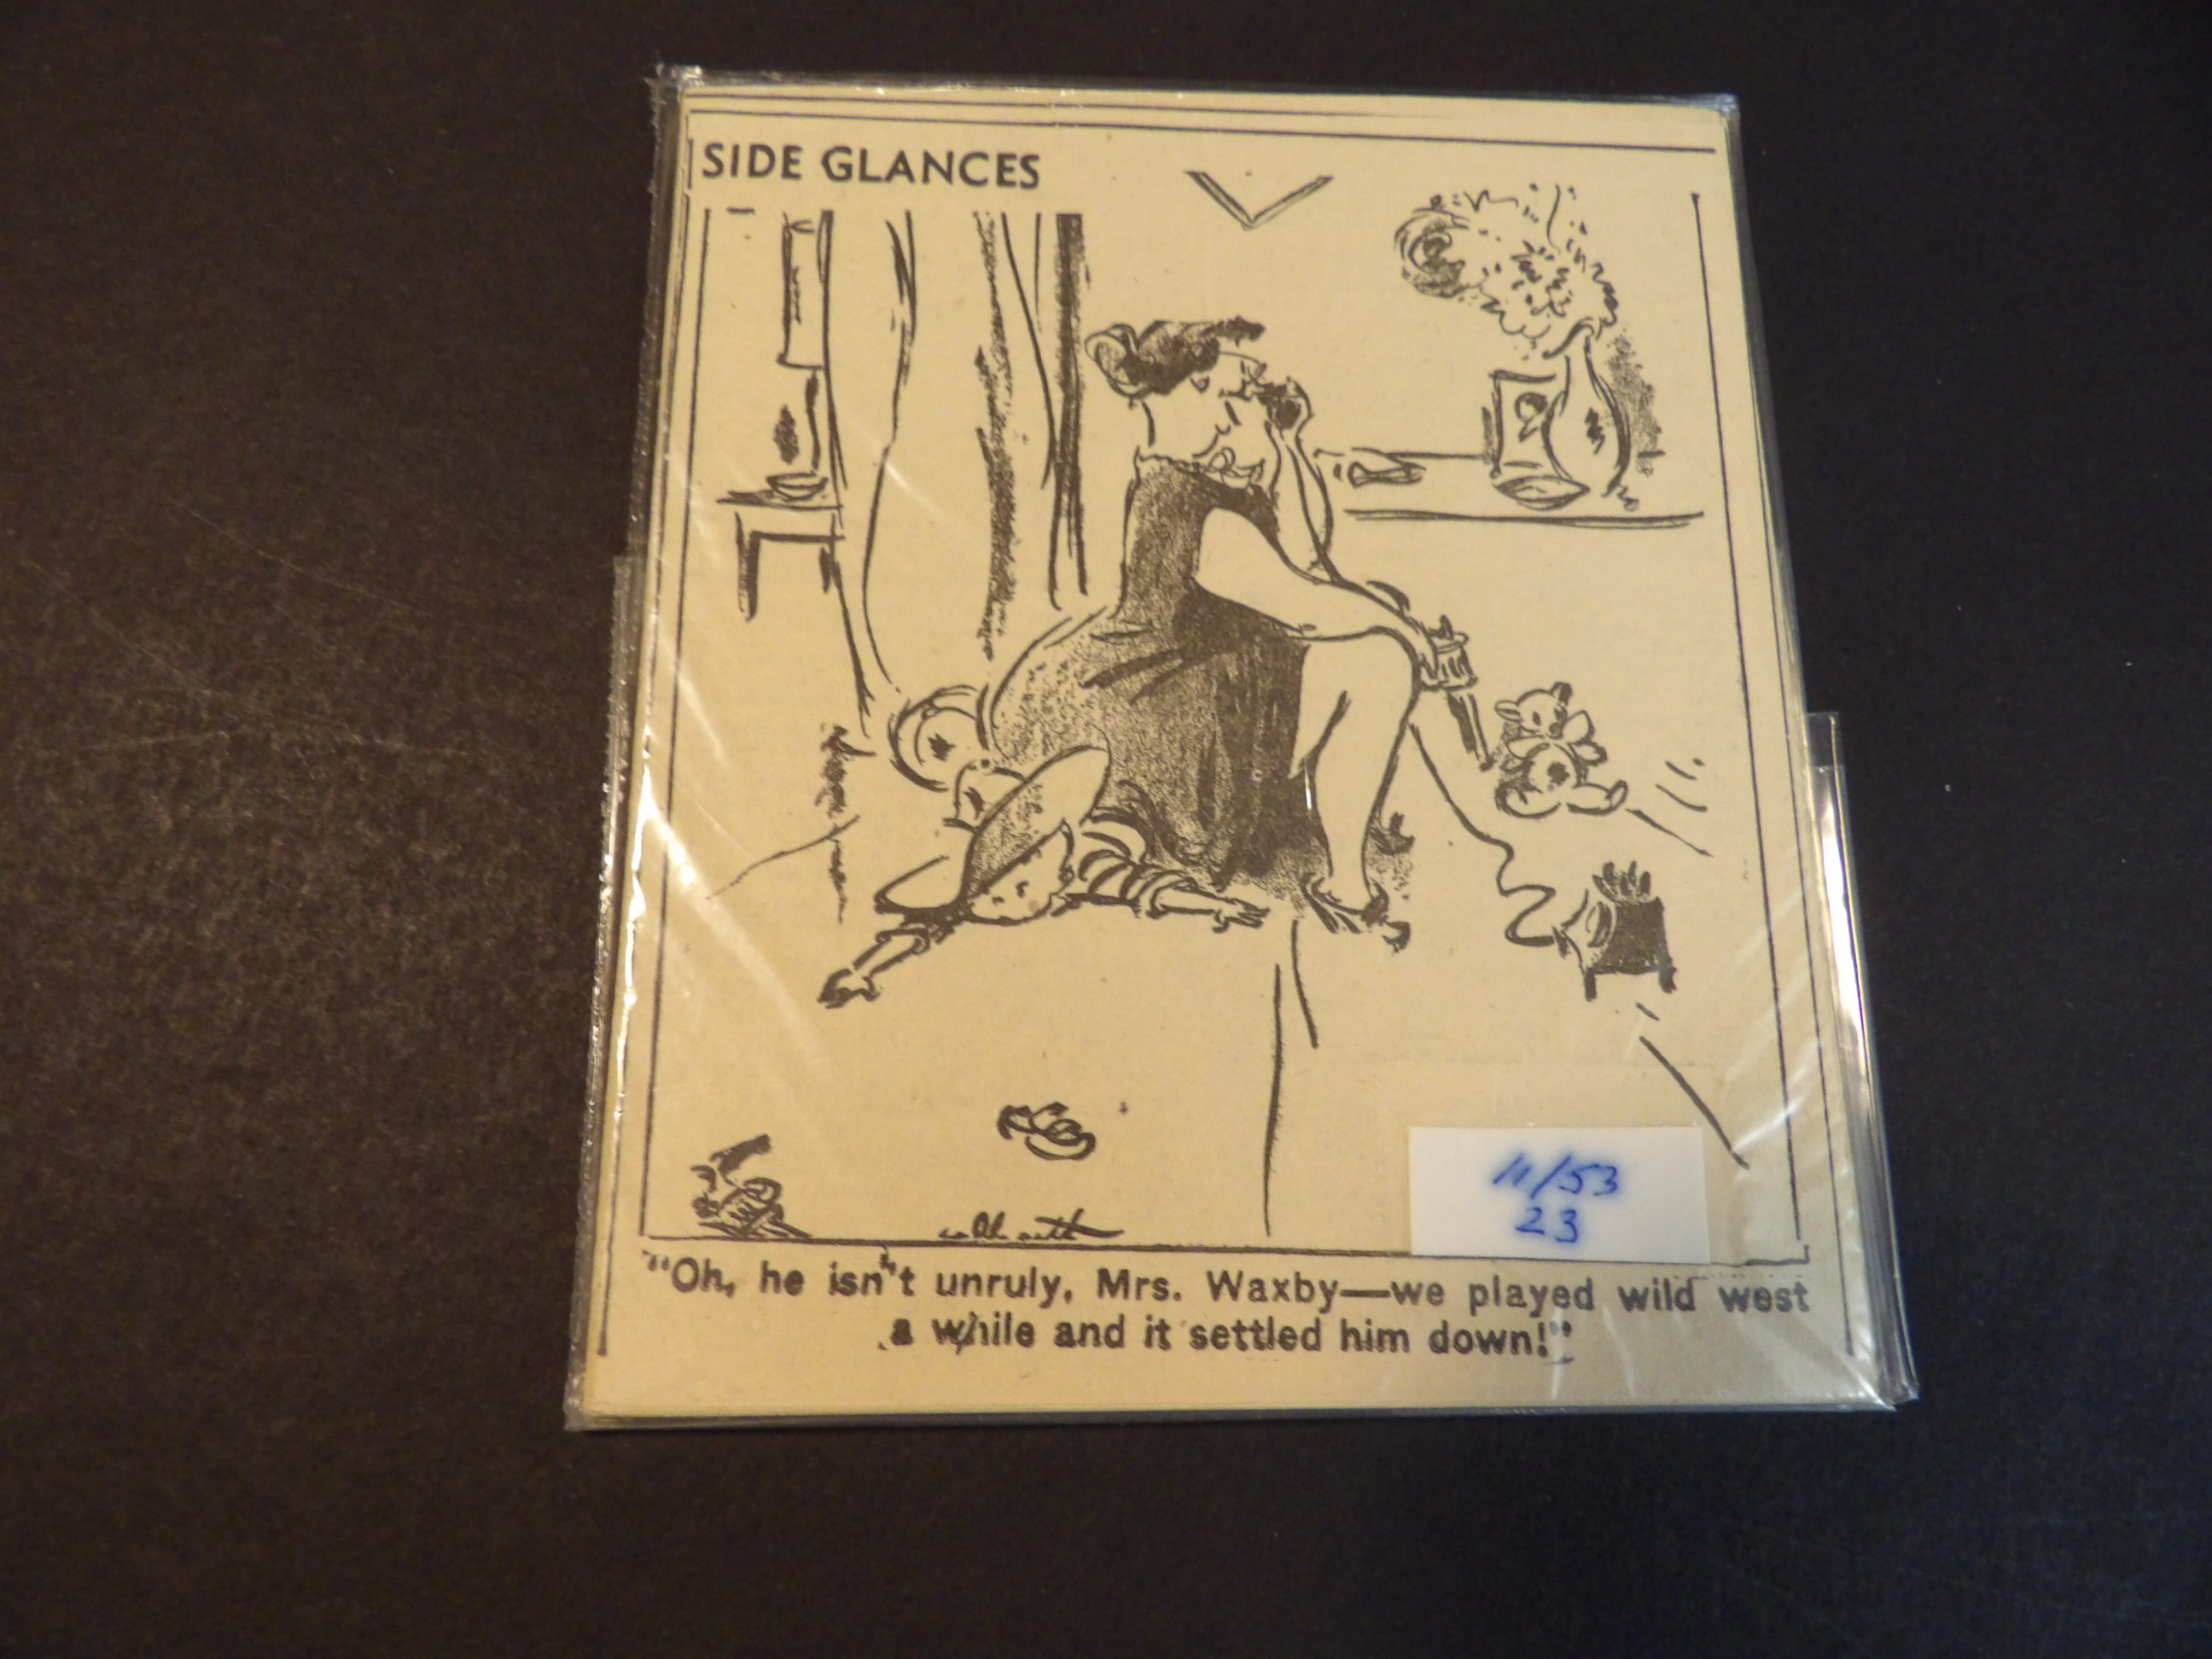 SIDE GLANCES
11/53
23
"Oh, he isn't unruly, Mrs. Waxby—we played wild west
a while and it settled him down!"